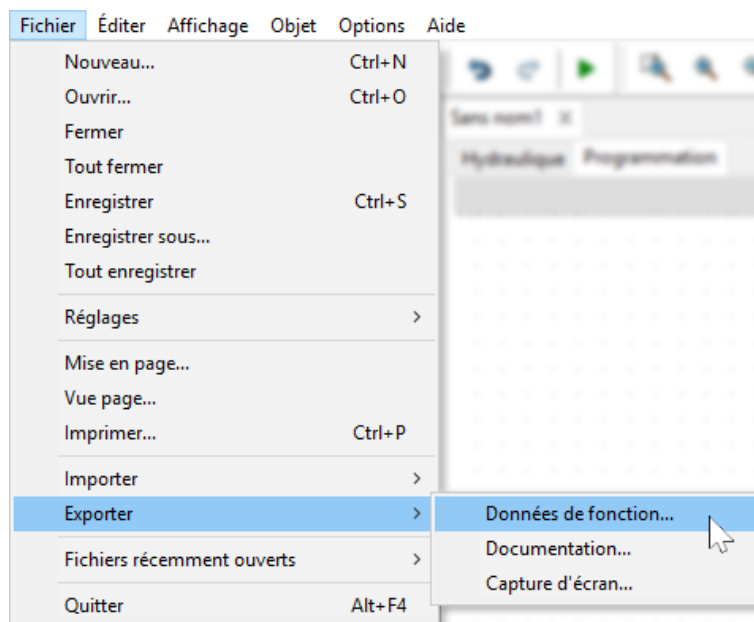 Fichier Éditer Affichage Objet Options Aide
Nouveau... Ctrl+N
Ouvrir... Ctrl+O
Fermer
Sans nom1 X
Tout fermer
Hydraulique Programmation
Enregistrer Ctrl+S
Enregistrer sous...
Tout enregistrer
Réglages >
Mise en page...
Vue page...
Imprimer... Ctrl+P
Importer >
Exporter >
Données de fonction...
Documentation...
Fichiers récemment ouverts >
Capture d'écran...
Quitter Alt+F4